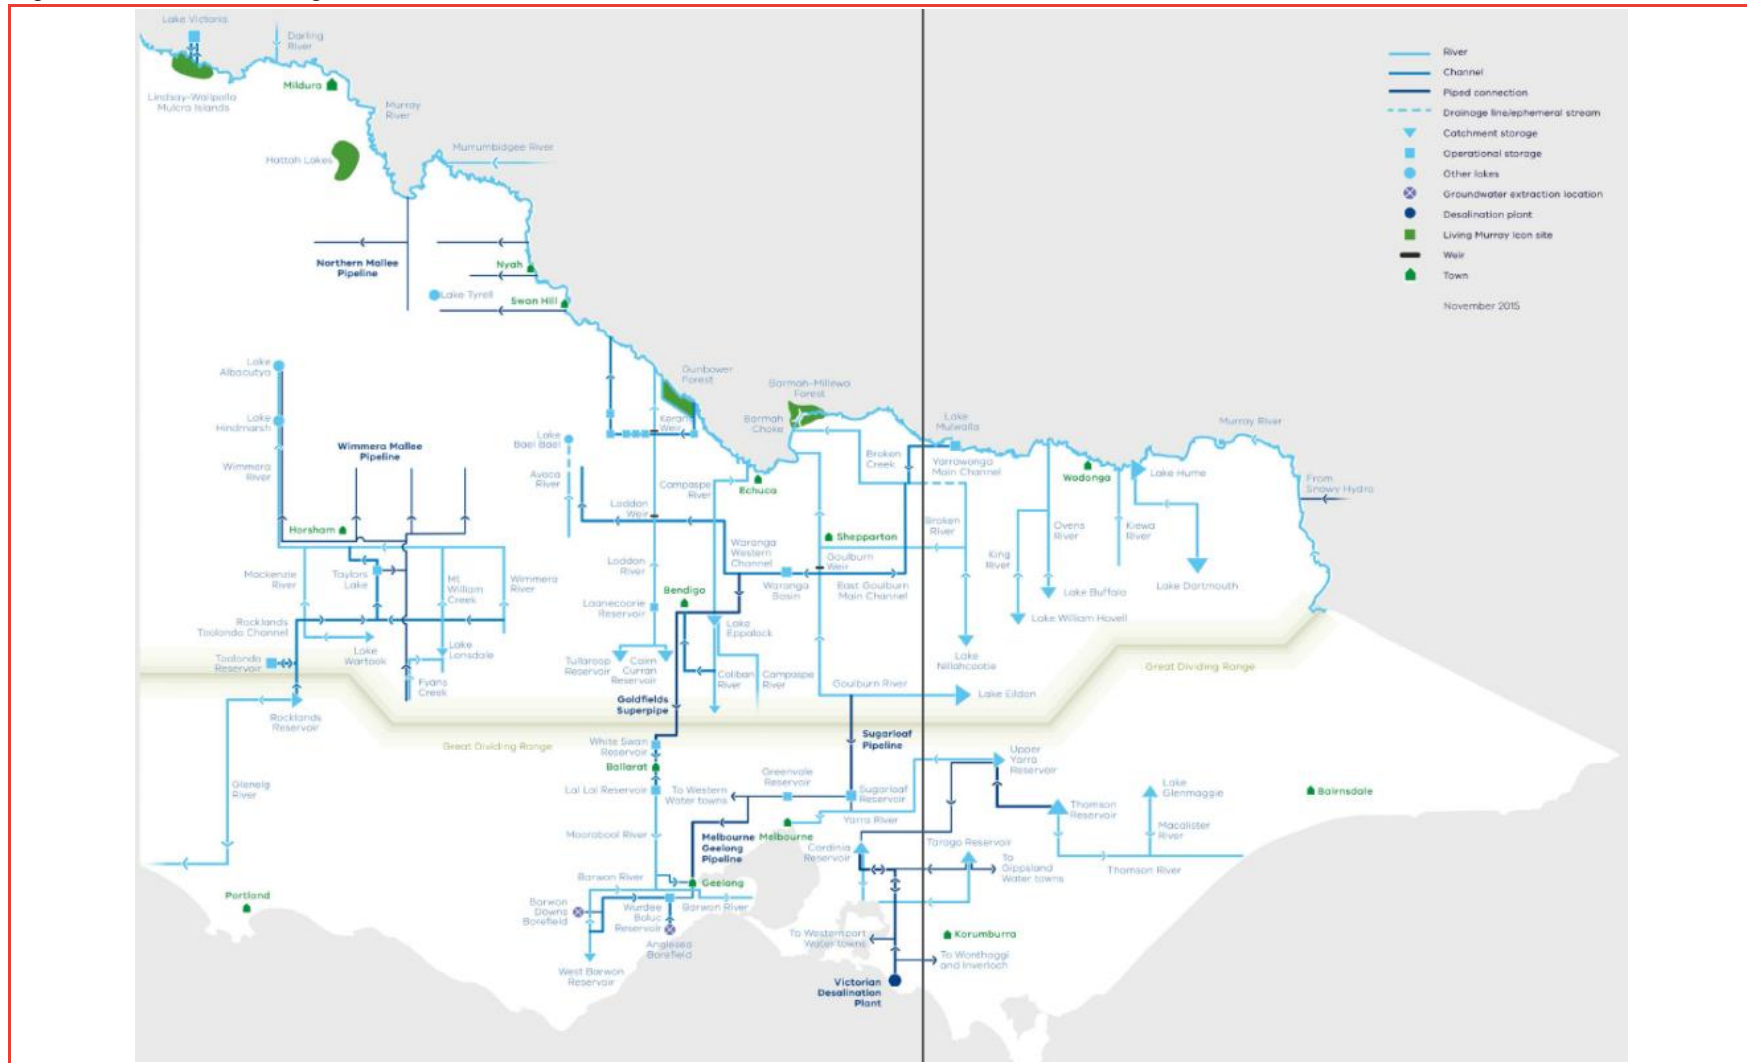 Lake Victoria
Darling
River
Mildura
Lindsay-Wallpolla
Mulcra Islands
Murray
River
Hattah Lakes
Murrumbidgee River
Northern Mallee
Pipeline
Nyah
Lake Tyrell
Swan Hill
River
Channel
Piped connection
Drainage line/ephemeral stream
Catchment storage
Operational storage
Other lakes
Groundwater extraction location
Desalination plant
Living Murray Icon site
Weir
Town
November 2015
Lake
Albacutya
Lake
Hindmarsh
Wimmera
River
Wimmera Mallee
Pipeline
Horsham
Gunbower
Forest
Kerang
Weir
Barmah-Millewa
Forest
Barmah
Choke
Lake
Bael Bael
Avoca
River
Loddon
Weir
Campaspe
River
Echuca
Broken
Creek
Lake
Mulwalla
Yarrawonga
Main Channel
Wodonga
Murray River
Lake Hume
From
Snowy Hydro
Mackenzie
River
Taylors
Lake
Mt
William
Creek
Wimmera
River
Loddon
River
Waranga
Western
Channel
Shepparton
Goulburn
Weir
Broken
River
King
River
Ovens
River
Kiewa
River
Lake Dartmouth
Lake Buffalo
Lake William Hovell
Rocklands
Toolondo Channel
Toolondo
Reservoir
Lake
Wartook
Lake
Lonsdale
Fyans
Creek
Rocklands
Reservoir
Laanecoorie
Reservoir
Bendigo
Waranga
Basin
East Goulburn
Main Channel
Lake
Eppalock
Tullaroop
Reservoir
Cairn
Curran
Reservoir
Coliban
River
Campaspe
River
Lake
Nillahcootie
Goulburn River
Lake Eildon
Great Dividing Range
Goldfields
Superpipe
Great Dividing Range
White Swan
Reservoir
Ballarat
Lal Lal Reservoir
Sugarloaf
Pipeline
Greenvale
Reservoir
To Western
Water towns
Sugarloaf
Reservoir
Upper
Yarra
Reservoir
Yarra River
Thomson
Reservoir
Lake
Glenmaggie
Macalister
River
Bairnsdale
Glenelg
River
Moorabool River
Melbourne
Geelong
Pipeline
Melbourne
Cardinia
Reservoir
Tarago Reservoir
To
Gippsland
Water towns
Thomson River
Portland
Barwon River
Geelong
Barwon
Downs
Borefield
Wurdee
Boluc
Reservoir
Barwon River
Anglesea
Borefield
West Barwon
Reservoir
To Westernport
Water towns
Korumburra
To Wonthaggi
and Inverloch
Victorian
Desalination
Plant